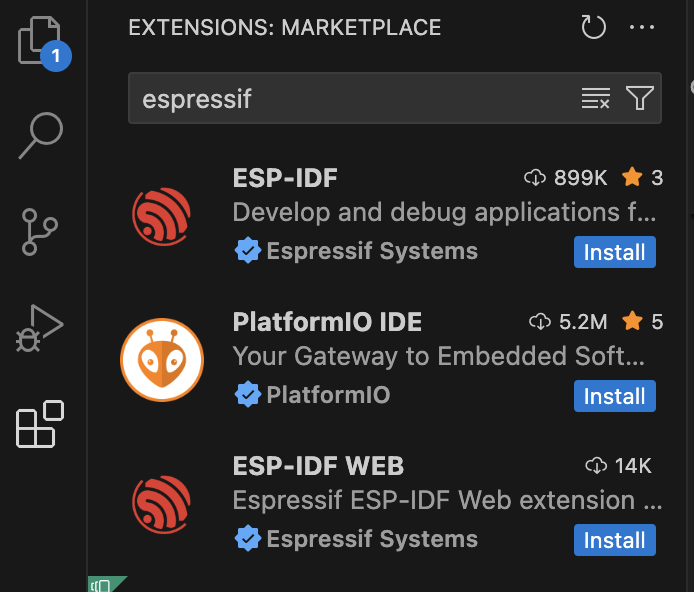 EXTENSIONS: MARKETPLACE
1
espressif
ESP-IDF 899K 3
Develop and debug applications f...
Espressif Systems Install
PlatformIO IDE 5.2M 5
Your Gateway to Embedded Soft...
PlatformIO Install
ESP-IDF WEB 14K
Espressif ESP-IDF Web extension ...
Espressif Systems Install